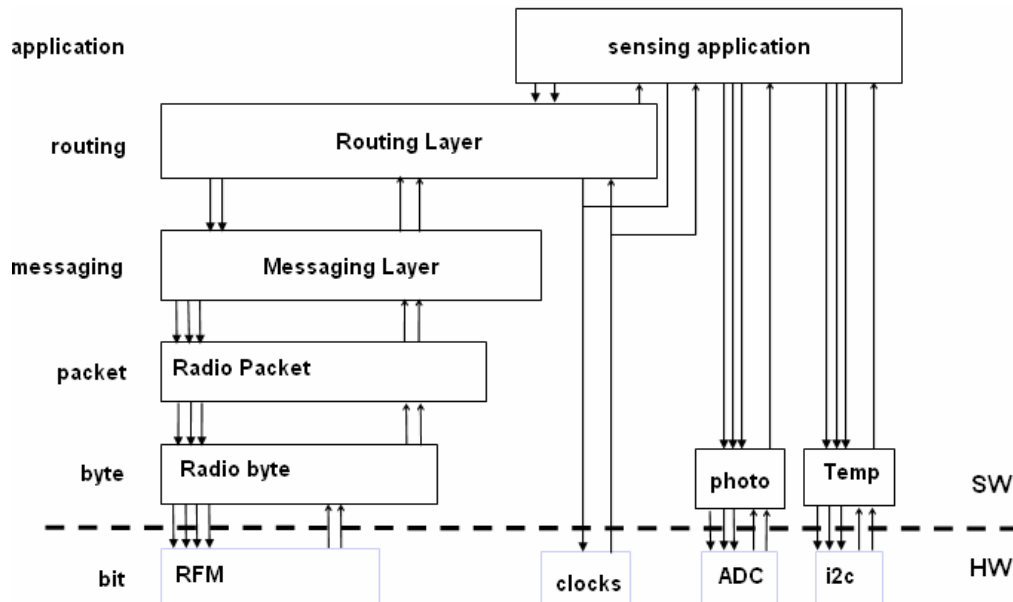 application
sensing application
routing
Routing Layer
messaging
Messaging Layer
packet
Radio Packet
byte
Radio byte
photo
Temp
SW
bit
RFM
clocks
ADC
i2c
HW